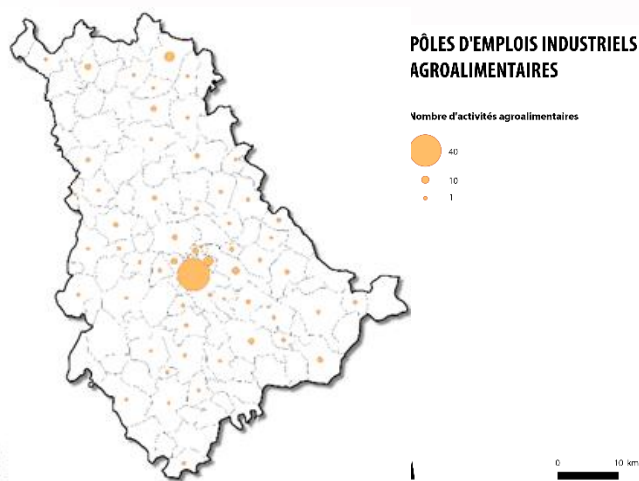 PÔLES D'EMPLOIS INDUSTRIELS
AGROALIMENTAIRES
Nombre d'activités agroalimentaires
40
10
1
0 10 km